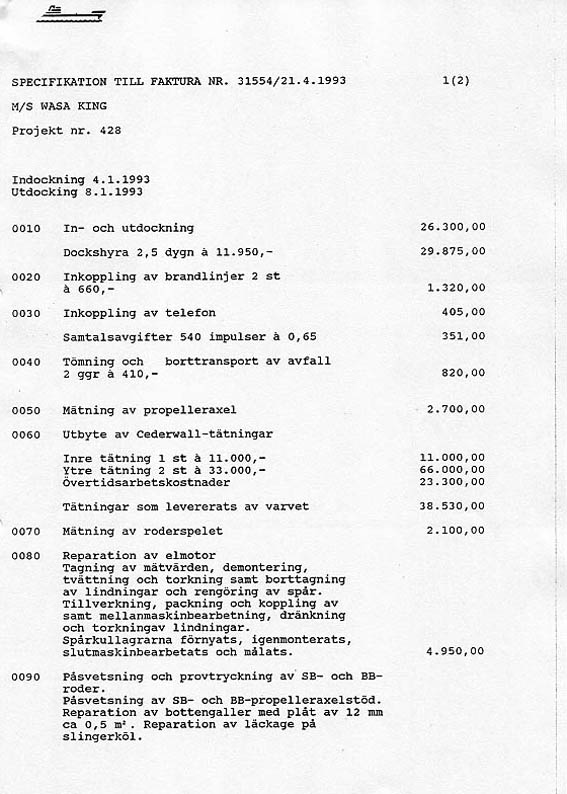 SPECIFIKATION TILL FAKTURA NR. 31554/21.4.1993 1(2)
M/S WASA KING
Projekt nr. 428
Indockning 4.1.1993
Utdocking 8.1.1993
0010 In- och utdockning 26.300,00
Dockshyra 2,5 dygn à 11.950,- 29.875,00
0020 Inkoppling av brandlinjer 2 st
à 660,- 1.320,00
0030 Inkoppling av telefon 405,00
Samtalsavgifter 540 impulser à 0,65 351,00
0040 Tömning och borttransport av avfall
2 ggr à 410,- 820,00
0050 Mätning av propelleraxel 2.700,00
0060 Utbyte av Cederwall-tätningar
Inre tätning 1 st à 11.000,- 11.000,00
Yttre tätning 2 st à 33.000,- 66.000,00
Övertidsarbetskostnader 23.300,00
Tätningar som levererats av varvet 38.530,00
0070 Mätning av roderspelet 2.100,00
0080 Reparation av elmotor
Tagning av mätvärden, demontering,
tvättning och torkning samt borttagning
av lindningar och rengöring av spår.
Tillverkning, packning och koppling av
samt mellanmaskinbearbetning, dränkning
och torkningav lindningar.
Spårkullagrarna förnyats, igenmonterats,
slutmaskinbearbetats och målats. 4.950,00
0090 Påsvetsning och provtryckning av SB- och BB-
roder.
Påsvetsning av SB- och BB-propelleraxelstöd.
Reparation av bottengaller med plåt av 12 mm
ca 0,5 m². Reparation av läckage på
slingerköl.